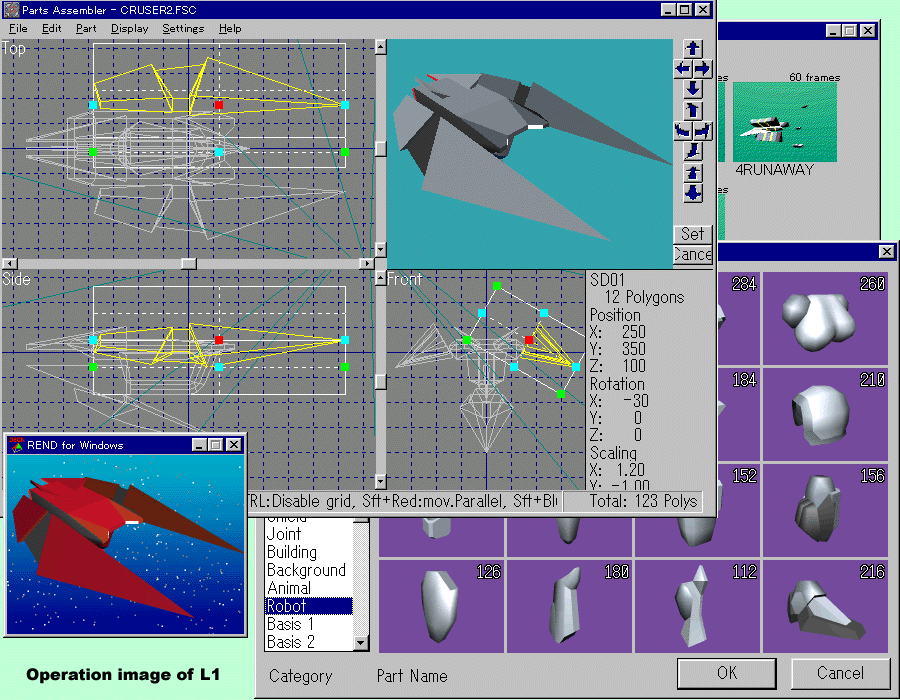 Parts Assembler - CRUSER2.FSC
File Edit Part Display Settings Help
Top
60 frames
4RUNAWAY
Set
Side
Front
SD01
12 Polygons
Position
X: 250
Y: 350
Z: 100
Rotation
X: -30
Y: 0
Z: 0
Scaling
X: 1.20
Y: -1.00
284
260
184
210
152
156
REND for Windows
TRL:Disable grid, Sft+Red:mov.Parallel, Sft+Bl
Total: 123 Polys
Shield
Joint
Building
Background
Animal
Robot
Basis 1
Basis 2
126
180
112
216
Operation image of L1
Category
Part Name
OK
Cancel